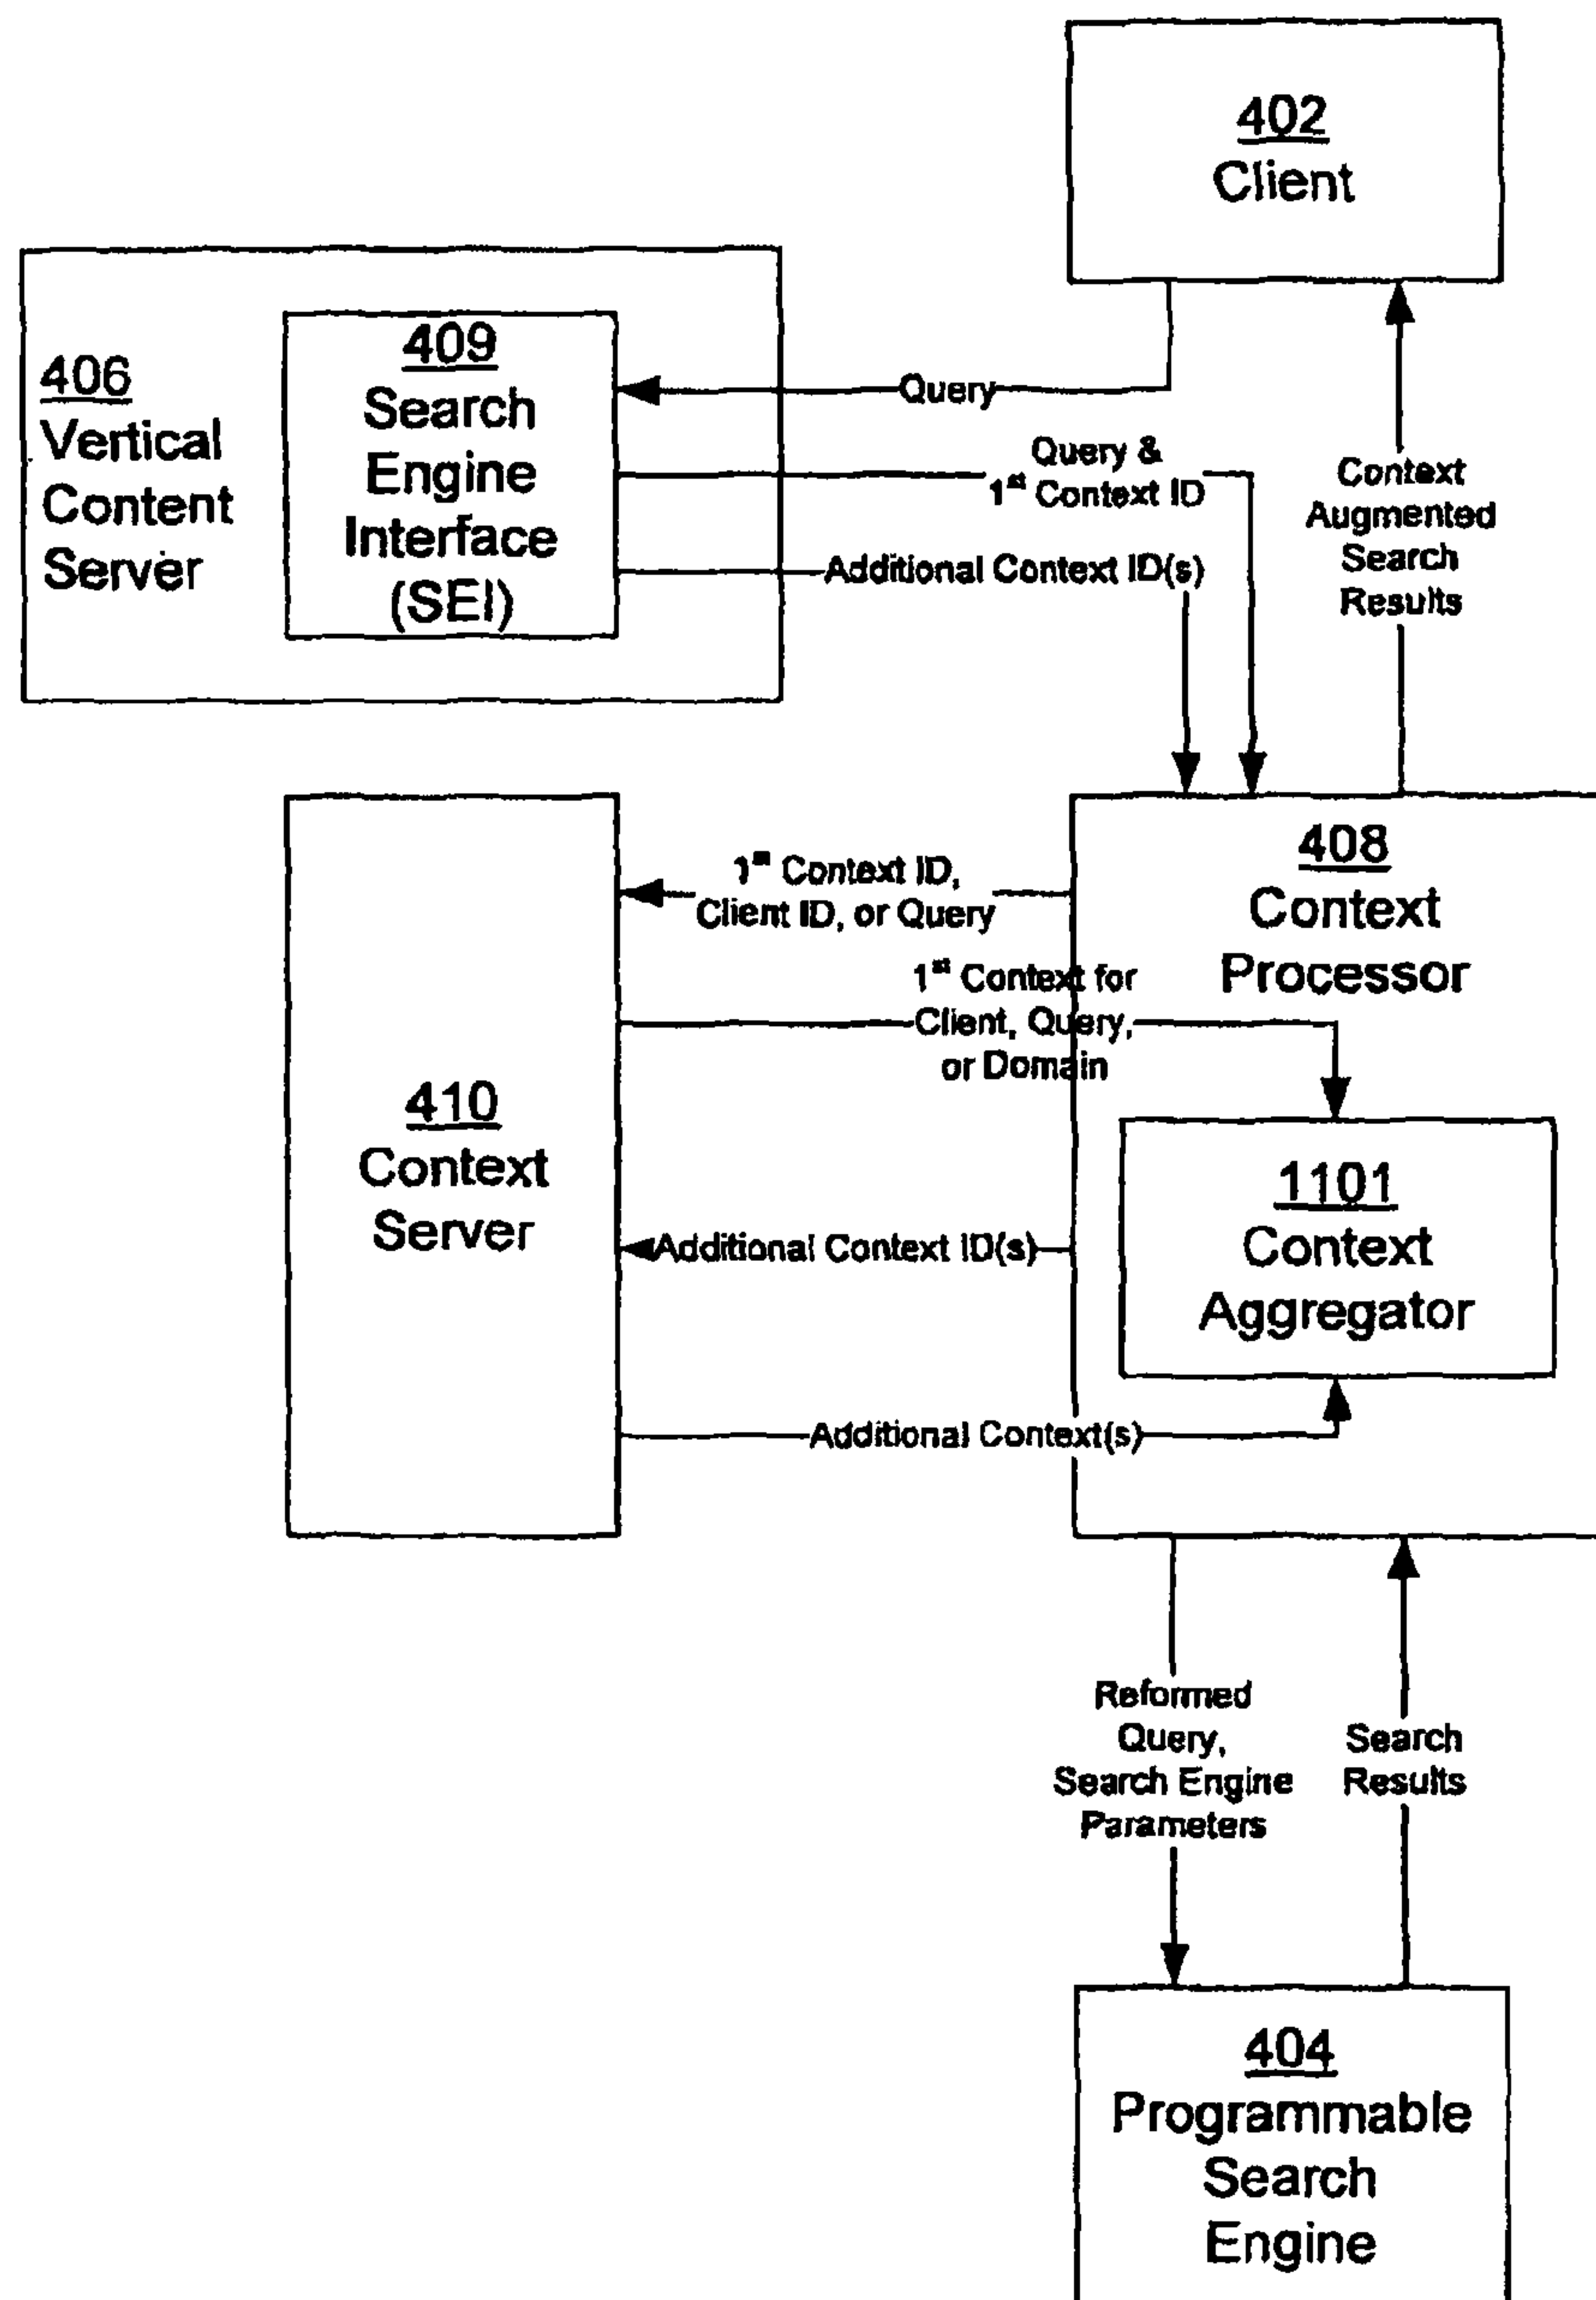 402
Client
406
Vertical
Content
Server
409
Search
Engine
Interface
(SEI)
Query
Query &
1st Context ID
Additional Context ID(s)
Context
Augmented
Search
Results
408
Context
Processor
1st Context ID,
Client ID, or Query
1st Context for
Client, Query,
or Domain
410
Context
Server
1101
Context
Aggregator
Additional Context ID(s)
Additional Context(s)
Reformed
Query,
Search Engine
Parameters
Search
Results
404
Programmable
Search
Engine